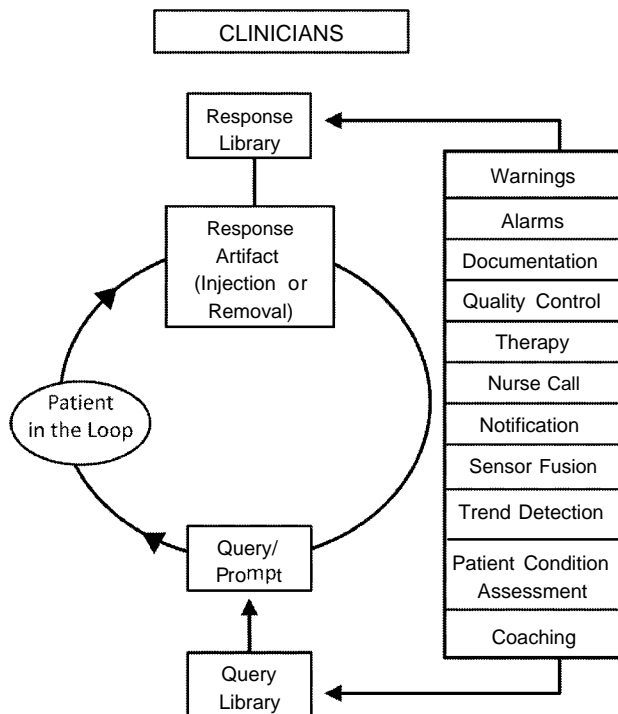 CLINICIANS
Response
Library
Response
Artifact
(Injection or
Removal)
Patient
in the Loop
Query/
Prompt
Query
Library
Warnings
Alarms
Documentation
Quality Control
Therapy
Nurse Call
Notification
Sensor Fusion
Trend Detection
Patient Condition
Assessment
Coaching